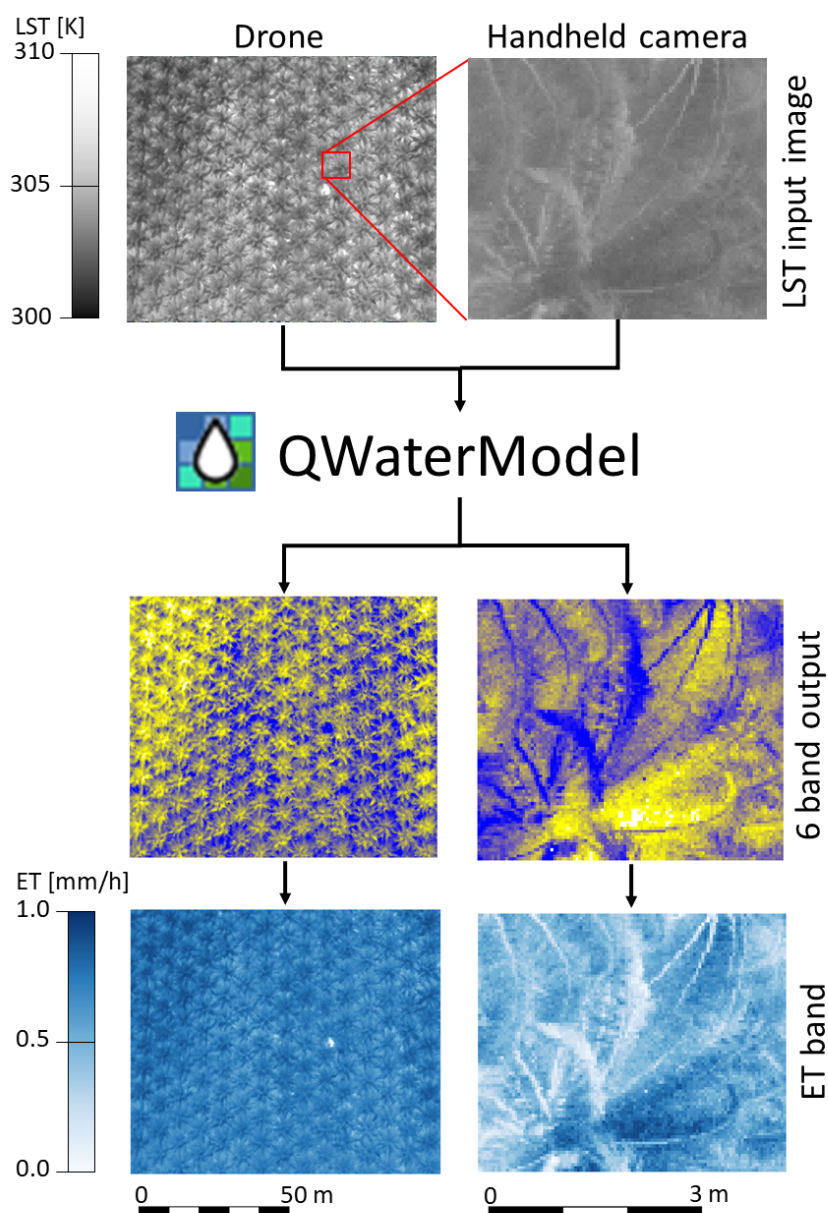 LST [K]
310
305
300
Drone
Handheld camera
LST input image
QWaterModel
6 band output
ET [mm/h]
1.0
0.5
0.0
ET band
0
50 m
0
3 m